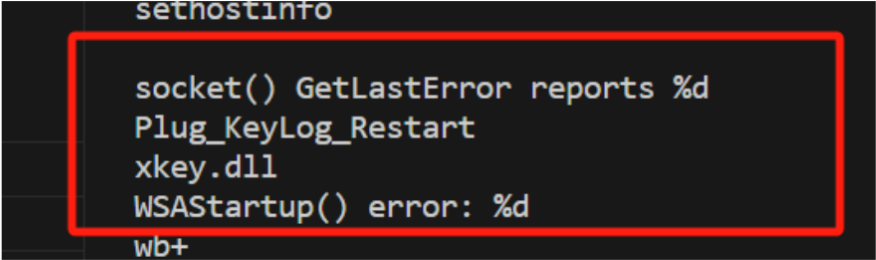 sethostinfo
socket() GetLastError reports %d
Plug_KeyLog_Restart
xkey.dll
WSAStartup() error: %d
wb+